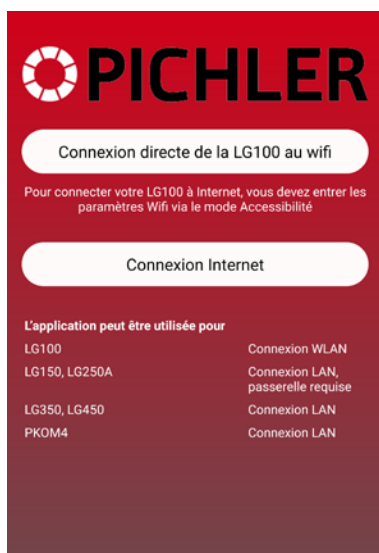 PICHLER
Connexion directe de la LG100 au wifi
Pour connecter votre LG100 à Internet, vous devez entrer les
paramètres Wifi via le mode Accessibilité
Connexion Internet
L'application peut être utilisée pour
LG100 Connexion WLAN
LG150, LG250A Connexion LAN,
passerelle requise
LG350, LG450 Connexion LAN
PKOM4 Connexion LAN